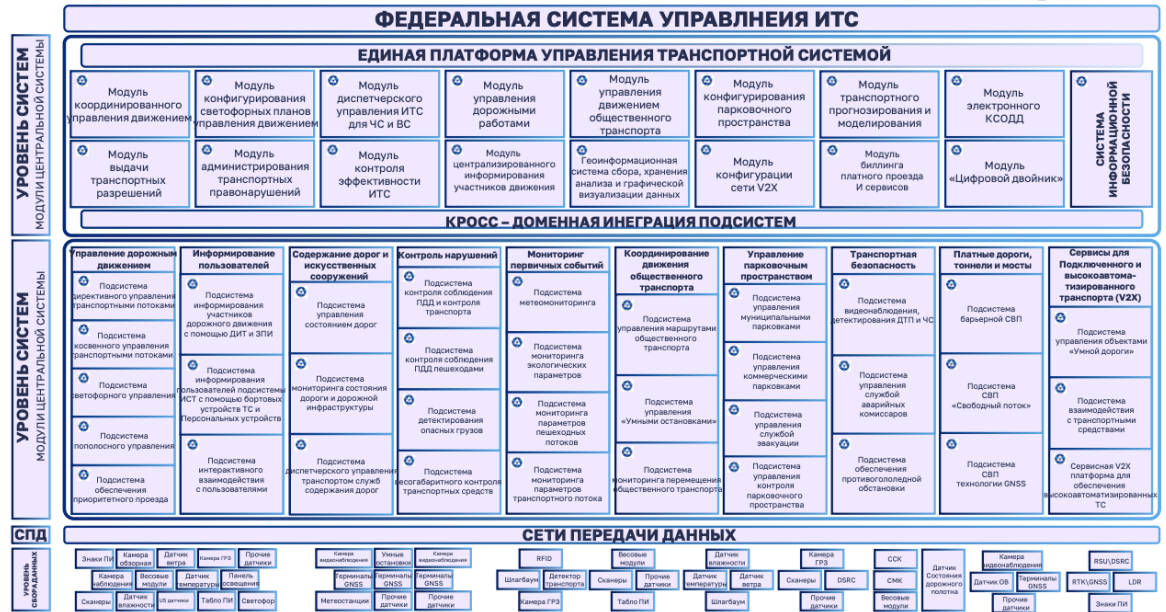 ФЕДЕРАЛЬНАЯ СИСТЕМА УПРАВЛНЕИЯ ИТС
УРОВЕНЬ СИСТЕМ
МОДУЛИ ЦЕНТРАЛЬНОЙ СИСТЕМЫ
ЕДИНАЯ ПЛАТФОРМА УПРАВЛЕНИЯ ТРАНСПОРТНОЙ СИСТЕМОЙ
Модуль
координированного
управления движением
Модуль
конфигурирования
светофорных планов
управления движением
Модуль
диспетчерского
управления ИТС
для ЧС и ВС
Модуль
управления
дорожными
работами
Модуль
управления
движением
общественного
транспорта
Модуль
конфигурирования
парковочного
пространства
Модуль
транспортного
прогнозирования и
моделирования
Модуль
электронного
КСОДД
СИСТЕМА
ИНФОРМАЦИОННОЙ
БЕЗОПАСНОСТИ
Модуль
выдачи
транспортных
разрешений
Модуль
администрирования
транспортных
правонарушений
Модуль
контроля
эффективности
ИТС
Модуль
централизованного
информирования
участников движения
Геоинформационная
система сбора, хранения
анализа и графической
визуализации данных
Модуль
конфигурации
сети V2X
Модуль
биллинга
платного проезда
И сервисов
Модуль
«Цифровой двойник»
КРОСС – ДОМЕННАЯ ИНЕГРАЦИЯ ПОДСИСТЕМ
УРОВЕНЬ СИСТЕМ
МОДУЛИ ЦЕНТРАЛЬНОЙ СИСТЕМЫ
Управление дорожным
движением
Подсистема
директивного управления
транспортными потоками
Подсистема
косвенного управления
транспортными потоками
Подсистема
светофорного управления
Подсистема
пополосного управления
Подсистема
обеспечения
приоритетного проезда
Информирование
пользователей
Подсистема
информирования
участников
дорожного движения
с помощью ДИТ и ЗПИ
Подсистема
информирования
пользователей подсистемы
ИСТ с помощью бортовых
устройств ТС и
Персональных устройств
Подсистема
интерактивного
взаимодействия
с пользователями
Содержание дорог и
искусственных
сооружений
Подсистема
управления
состоянием дорог
Подсистема
мониторинга состояния
дороги и дорожной
инфраструктуры
Подсистема
диспетчерского управления
транспортом служб
содержания дорог
Контроль нарушений
Подсистема
контроля соблюдения
ПДД и контроля
транспорта
Подсистема
контроля соблюдения
ПДД пешеходами
Подсистема
детектирования
опасных грузов
Подсистема
весогабаритного контроля
транспортных средств
Мониторинг
первичных событий
Подсистема
метеомониторинга
Подсистема
мониторинга
экологических
параметров
Подсистема
мониторинга
параметров
пешеходных
потоков
Подсистема
мониторинга
параметров
транспортного потока
Координирование
движения
общественного
транспорта
Подсистема
управления маршрутами
общественного
транспорта
Подсистема
управления
«Умными остановками»
Подсистема
мониторинга перемещения
общественного транспорта
Управление
парковочным
пространством
Подсистема
управления
муниципальными
парковками
Подсистема
управления
коммерческими
парковками
Подсистема
управления
службой
эвакуации
Подсистема
управления
контроля
парковочного
пространства
Транспортная
безопасность
Подсистема
видеонаблюдения,
детектирования ДТП и ЧС
Подсистема
управления
службой
аварийных
комиссаров
Подсистема
обеспечения
противогололедной
обстановки
Платные дороги,
тоннели и мосты
Подсистема
барьерной СВП
Подсистема
СВП
«Свободный поток»
Подсистема
СВП
технологии GNSS
Сервисы для
Подключенного и
высокоавтома-
тизированного
транспорта (V2X)
Подсистема
управления объектами
«Умной дороги»
Подсистема
взаимодействия
с транспортными
средствами
Сервисная V2X
платформа для
обеспечения
высокоавтоматизированных
ТС
СПД
СЕТИ ПЕРЕДАЧИ ДАННЫХ
УРОВЕНЬ
СБОРА ДАННЫХ
Знаки ПИ
Камера
обзорная
Датчик
ветра
Камера ГРЗ
Прочие
датчики
Камера
наблюдения
Весовые
модули
Датчик
температуры
Панель
освещения
Сканеры
Датчик
влажности
Табло ПИ
Светофор
Камера
видеонаблюдения
Умные
остановки
Камера
видеонаблюдения
Терминалы
GNSS
Терминалы
GNSS
Терминалы
GNSS
Метеостанции
Прочие
датчики
Прочие
датчики
RFID
Весовые
модули
Датчик
влажности
Камера
ГРЗ
Шлагбаум
Детектор
транспорта
Сканеры
Прочие
датчики
Датчик
температуры
Датчик
ветра
Сканеры
DSRC
Камера ГРЗ
Табло ПИ
Шлагбаум
Прочие
датчики
ССК
СМК
Весовые
модули
Датчик
Состояния
дорожного
полотна
Камера
видеонаблюдения
Датчик ОВ
Терминалы
GNSS
Прочие
датчики
RSU\DSRC
RTK\GNSS
LDR
Знаки ПИ